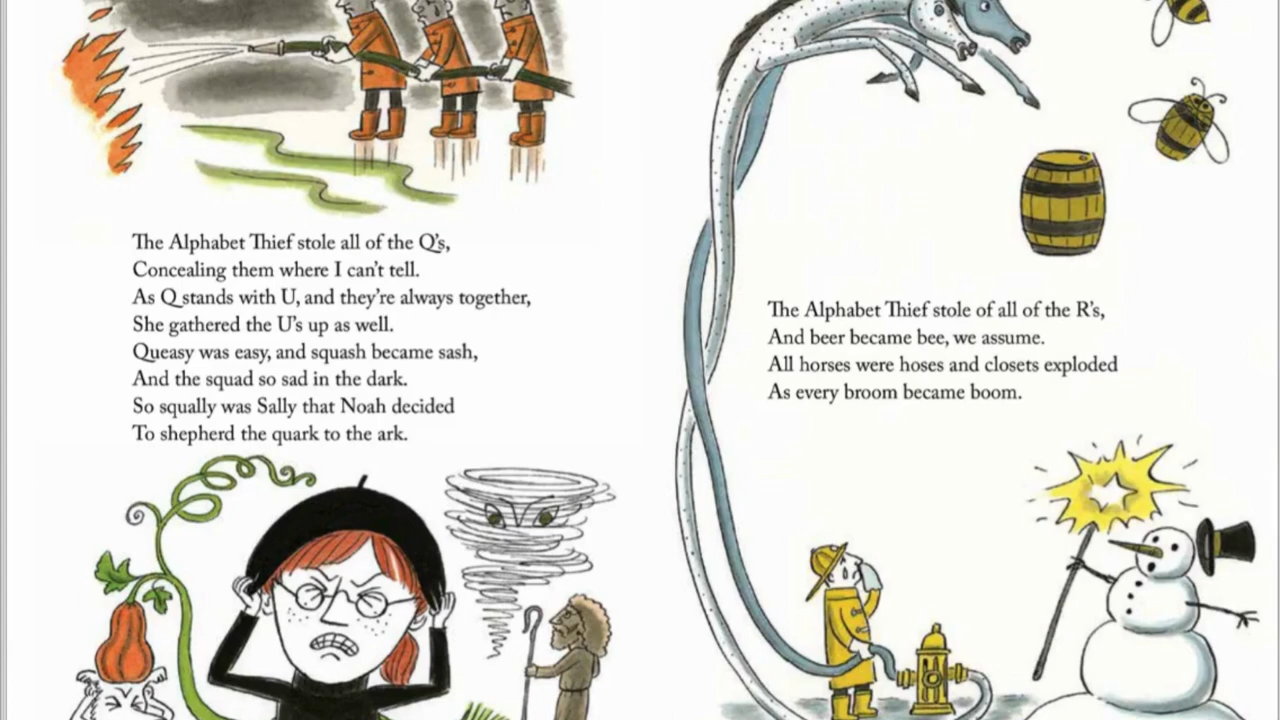 The Alphabet Thief stole all of the Q's,
Concealing them where I can't tell.
As Q stands with U, and they're always together,
She gathered the U's up as well.
Queasy was easy, and squash became sash,
And the squad so sad in the dark.
So squally was Sally that Noah decided
To shepherd the quark to the ark.
The Alphabet Thief stole of all of the R's,
And beer became bee, we assume.
All horses were hoses and closets exploded
As every broom became boom.